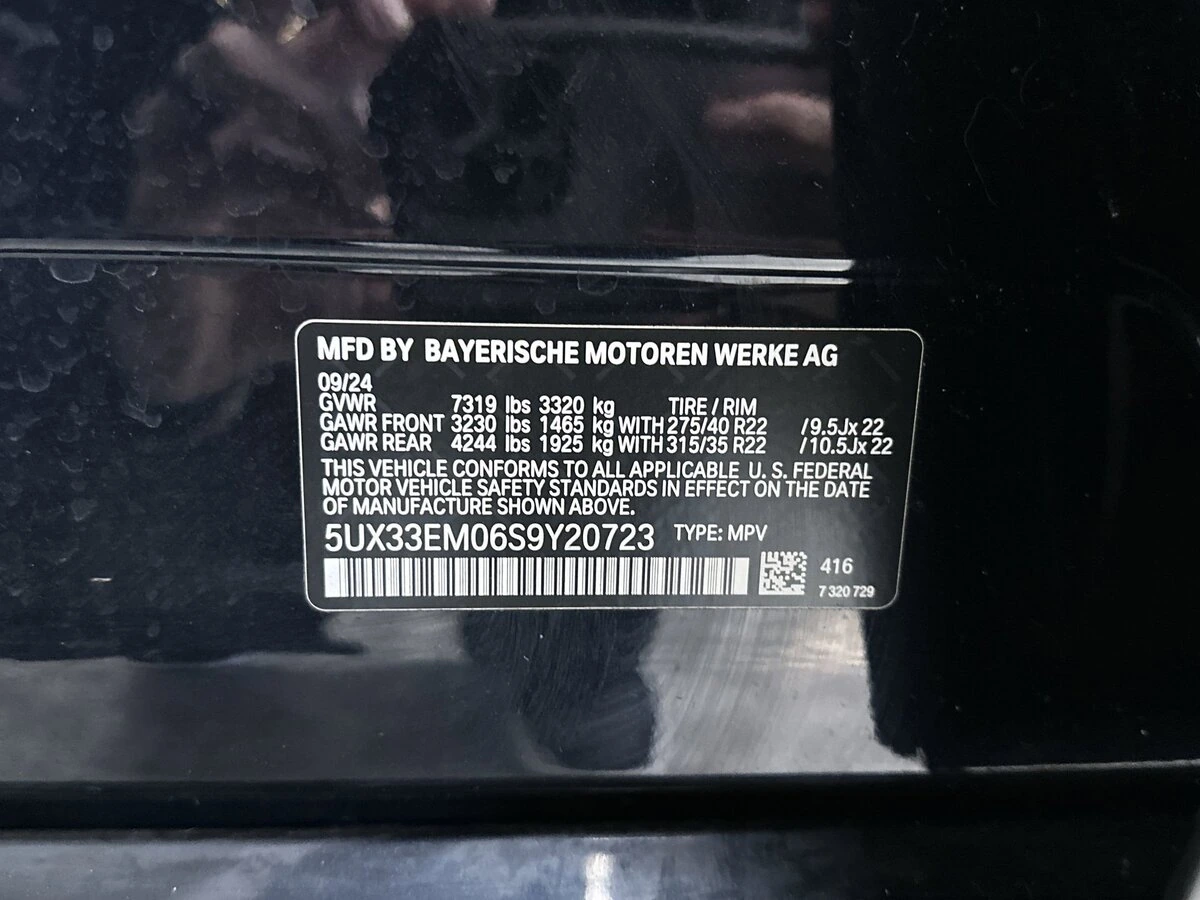 MFD BY BAYERISCHE MOTOREN WERKE AG
09/24
GVWR 7319 lbs 3320 kg TIRE / RIM
GAWR FRONT 3230 lbs 1465 kg WITH 275/40 R22 /9.5Jx 22
GAWR REAR 4244 lbs 1925 kg WITH 315/35 R22 /10.5Jx 22
THIS VEHICLE CONFORMS TO ALL APPLICABLE U. S. FEDERAL
MOTOR VEHICLE SAFETY STANDARDS IN EFFECT ON THE DATE
OF MANUFACTURE SHOWN ABOVE.
5UX33EM06S9Y20723 TYPE: MPV
416
7 320 729